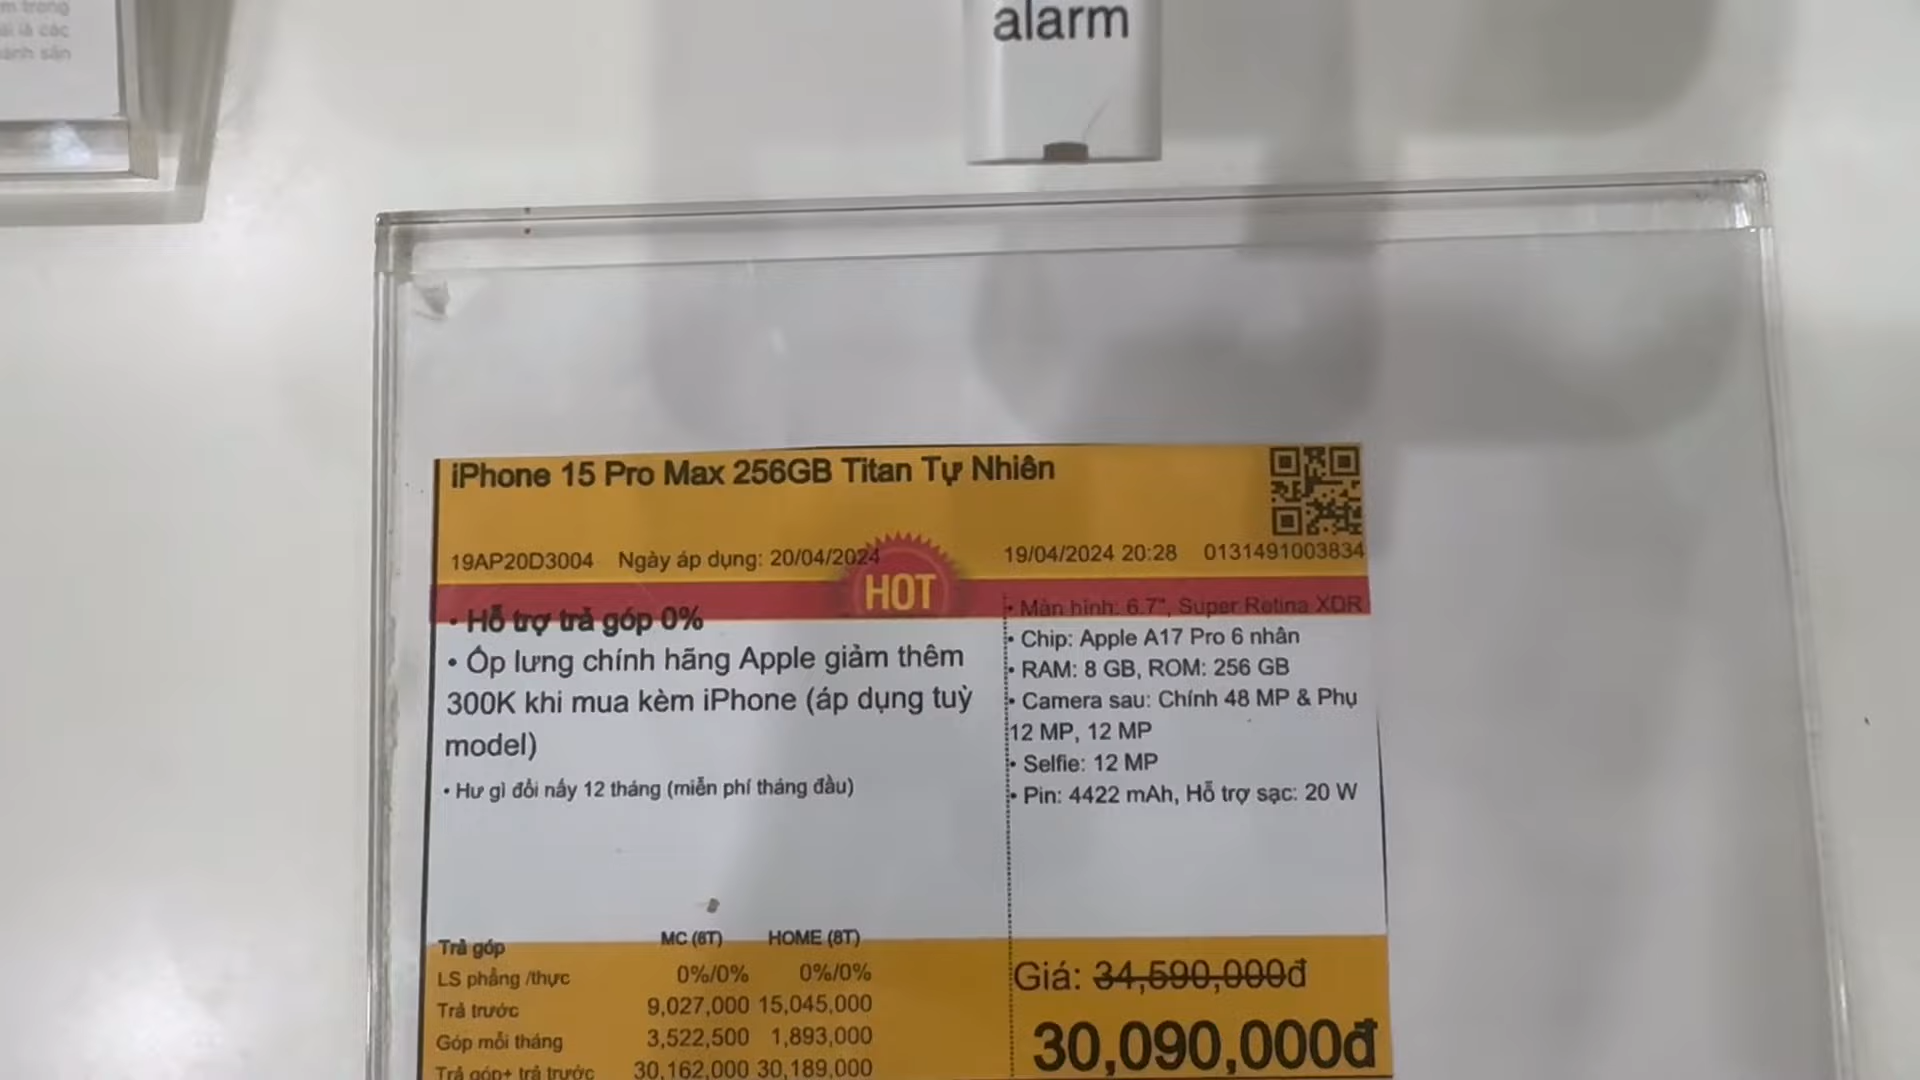 m trong
ải là các
ành sản
alarm
iPhone 15 Pro Max 256GB Titan Tự Nhiên
19AP20D3004 Ngày áp dụng: 20/04/2024
19/04/2024 20:28 0131491003834
HOT
• Hỗ trợ trả góp 0%
• Ốp lưng chính hãng Apple giảm thêm
300K khi mua kèm iPhone (áp dụng tuỳ
model)
• Hư gì đổi nấy 12 tháng (miễn phí tháng đầu)
• Màn hình: 6.7", Super Retina XDR
• Chip: Apple A17 Pro 6 nhân
• RAM: 8 GB, ROM: 256 GB
• Camera sau: Chính 48 MP & Phụ
12 MP, 12 MP
• Selfie: 12 MP
• Pin: 4422 mAh, Hỗ trợ sạc: 20 W
Trả góp MC (6T) HOME (8T)
LS phẳng /thực 0%/0% 0%/0%
Trả trước 9,027,000 15,045,000
Góp mỗi tháng 3,522,500 1,893,000
Trả góp+ trả trước 30,162,000 30,189,000
Giá: 34,590,000đ
30,090,000đ